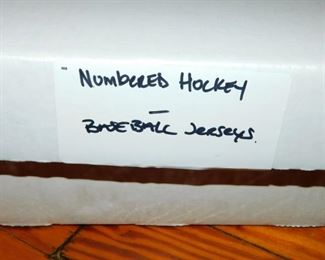 NUMBERED HOCKEY
–
BASEBALL JERSEYS.